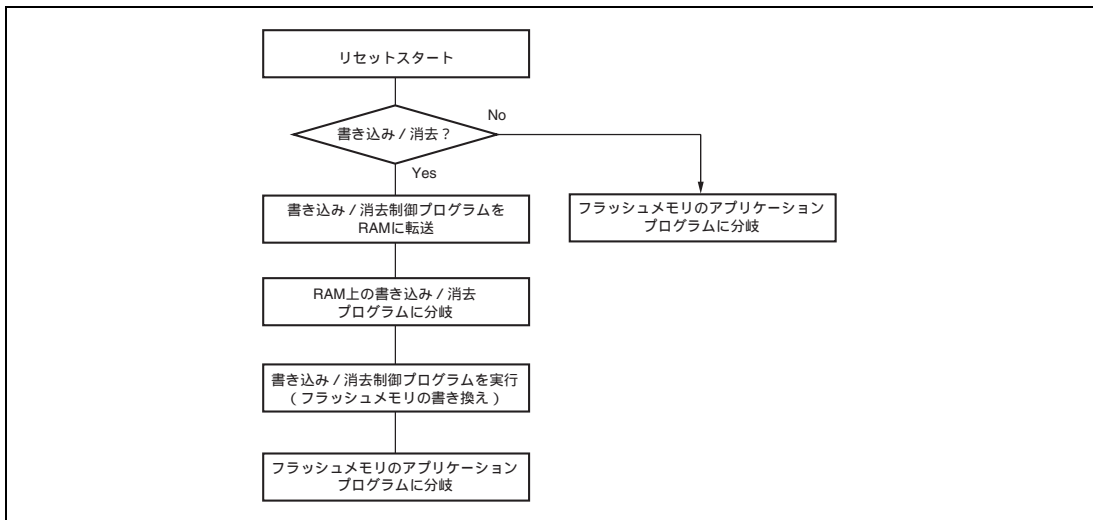 リセットスタート
書き込み / 消去?
No
Yes
書き込み / 消去制御プログラムを
RAMに転送
フラッシュメモリのアプリケーション
プログラムに分岐
RAM上の書き込み / 消去
プログラムに分岐
書き込み / 消去制御プログラムを実行
(フラッシュメモリの書き換え)
フラッシュメモリのアプリケーション
プログラムに分岐